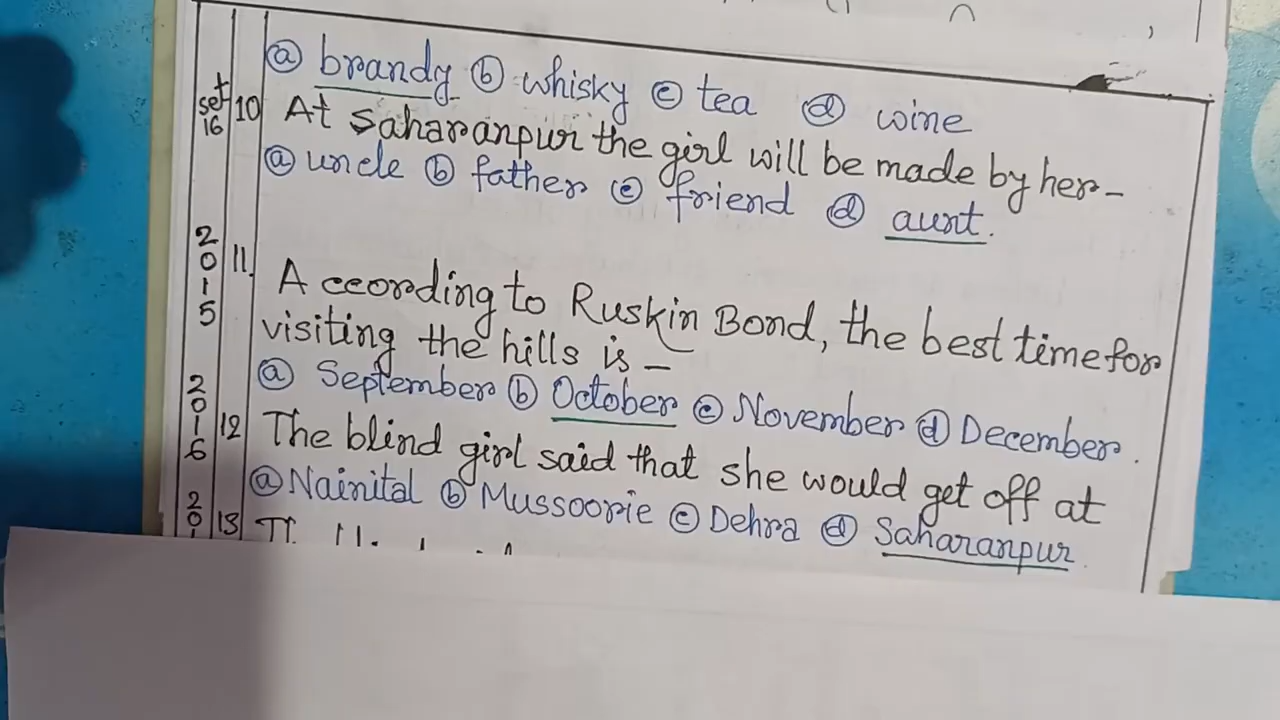 ⓐ brandy ⓑ whisky ⓒ tea ⓓ wine
set 16 10 At Saharanpur the girl will be made by her-
ⓐ uncle ⓑ father ⓒ friend ⓓ aunt.
2015 11. According to Ruskin Bond, the best time for
visiting the hills is -
ⓐ September ⓑ October ⓒ November ⓓ December.
2016 12 The blind girl said that she would get off at
ⓐ Nainital ⓑ Mussoorie ⓒ Dehra ⓓ Saharanpur
20 13